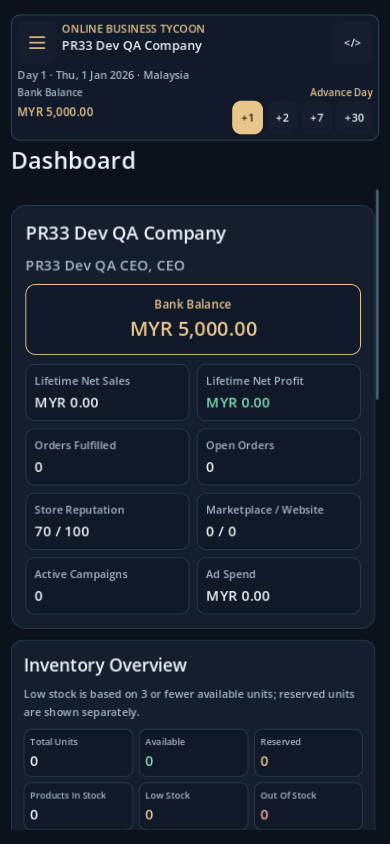 ONLINE BUSINESS TYCOON
PR33 Dev QA Company
</>
Day 1 · Thu, 1 Jan 2026 · Malaysia
Bank Balance
Advance Day
MYR 5,000.00
+1
+2
+7
+30
Dashboard
PR33 Dev QA Company
PR33 Dev QA CEO, CEO
Bank Balance
MYR 5,000.00
Lifetime Net Sales
MYR 0.00
Lifetime Net Profit
MYR 0.00
Orders Fulfilled
0
Open Orders
0
Store Reputation
70 / 100
Marketplace / Website
0 / 0
Active Campaigns
0
Ad Spend
MYR 0.00
Inventory Overview
Low stock is based on 3 or fewer available units; reserved units
are shown separately.
Total Units
0
Available
0
Reserved
0
Products In Stock
0
Low Stock
0
Out Of Stock
0